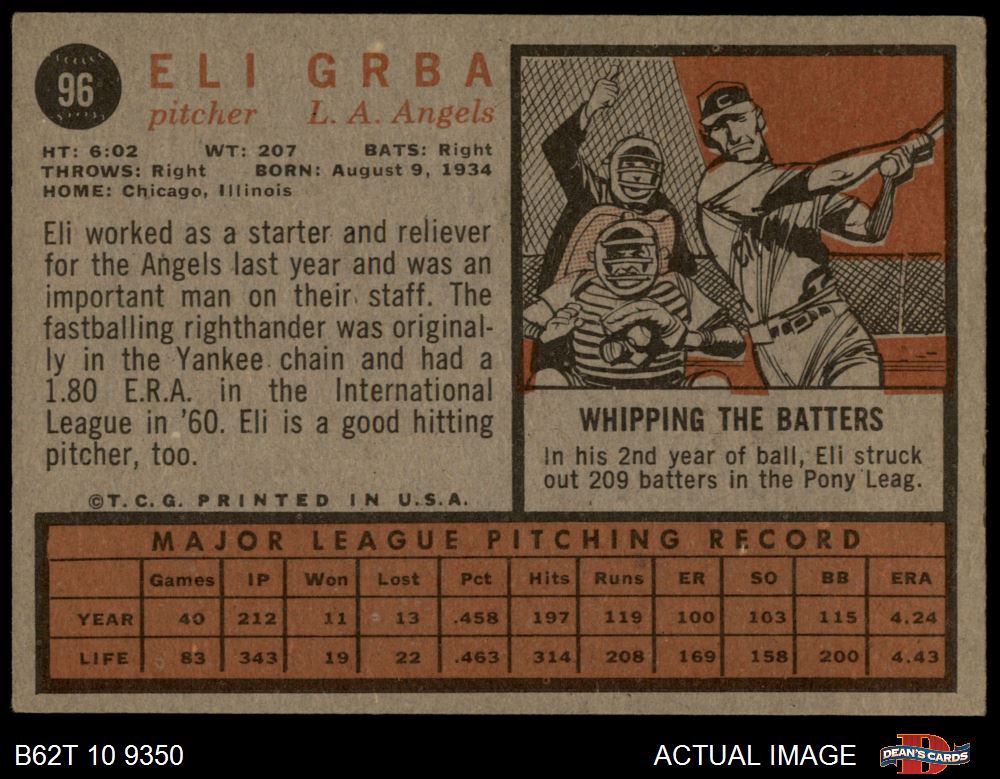 96
ELI GRBA
pitcher L. A. Angels
HT: 6:02 WT: 207 BATS: Right
THROWS: Right BORN: August 9, 1934
HOME: Chicago, Illinois
Eli worked as a starter and reliever
for the Angels last year and was an
important man on their staff. The
fastballing righthander was original-
ly in the Yankee chain and had a
1.80 E.R.A. in the International
League in '60. Eli is a good hitting
pitcher, too.
©T.C.G. PRINTED IN U.S.A.
C
WHIPPING THE BATTERS
In his 2nd year of ball, Eli struck
out 209 batters in the Pony Leag.
MAJOR LEAGUE PITCHING RECORD
Games IP Won Lost Pct Hits Runs ER SO BB ERA
YEAR 40 212 11 13 .458 197 119 100 103 115 4.24
LIFE 83 343 19 22 .463 314 208 169 158 200 4.43
B62T 10 9350 ACTUAL IMAGE DEAN'S CARDS